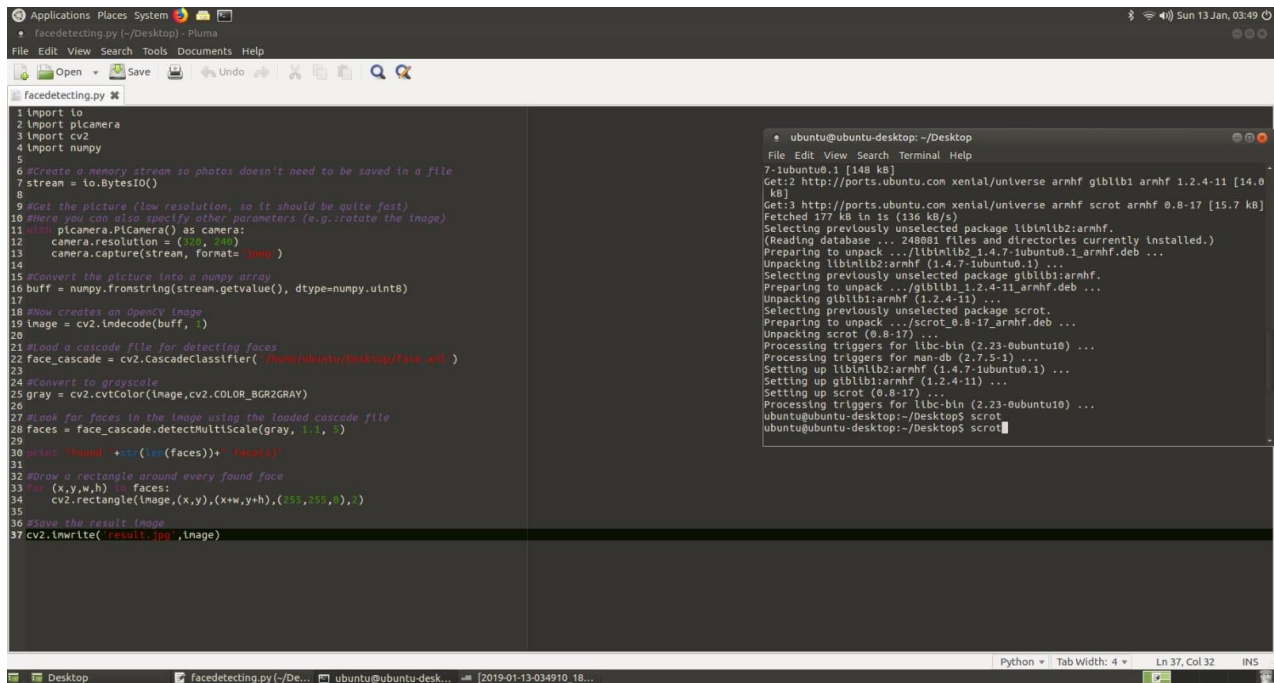 Applications Places System
Sun 13 Jan, 03:49
facedetecting.py (~/Desktop) - Pluma
File Edit View Search Tools Documents Help
Open Save Undo
facedetecting.py
1 import io
2 import picamera
3 import cv2
4 import numpy
5
6 #Create a memory stream so photos doesn't need to be saved in a file
7 stream = io.BytesIO()
8
9 #Get the picture (low resolution, so it should be quite fast)
10 #Here you can also specify other parameters (e.g.:rotate the image)
11 with picamera.PiCamera() as camera:
12     camera.resolution = (320, 240)
13     camera.capture(stream, format='jpeg')
14
15 #Convert the picture into a numpy array
16 buff = numpy.fromstring(stream.getvalue(), dtype=numpy.uint8)
17
18 #Now creates an OpenCV image
19 image = cv2.imdecode(buff, 1)
20
21 #Load a cascade file for detecting faces
22 face_cascade = cv2.CascadeClassifier('/home/ubuntu/Desktop/face.xml')
23
24 #Convert to grayscale
25 gray = cv2.cvtColor(image,cv2.COLOR_BGR2GRAY)
26
27 #Look for faces in the image using the loaded cascade file
28 faces = face_cascade.detectMultiScale(gray, 1.1, 5)
29
30 print "Found "+str(len(faces))+" face(s)"
31
32 #Draw a rectangle around every found face
33 for (x,y,w,h) in faces:
34     cv2.rectangle(image,(x,y),(x+w,y+h),(255,255,0),2)
35
36 #Save the result image
37 cv2.imwrite('result.jpg',image)
ubuntu@ubuntu-desktop: ~/Desktop
File Edit View Search Terminal Help
7-1ubuntu0.1 [148 kB]
Get:2 http://ports.ubuntu.com xenial/universe armhf giblib1 armhf 1.2.4-11 [14.0
kB]
Get:3 http://ports.ubuntu.com xenial/universe armhf scrot armhf 0.8-17 [15.7 kB]
Fetched 177 kB in 1s (136 kB/s)
Selecting previously unselected package libimlib2:armhf.
(Reading database ... 248081 files and directories currently installed.)
Preparing to unpack .../libimlib2_1.4.7-1ubuntu0.1_armhf.deb ...
Unpacking libimlib2:armhf (1.4.7-1ubuntu0.1) ...
Selecting previously unselected package giblib1:armhf.
Preparing to unpack .../giblib1_1.2.4-11_armhf.deb ...
Unpacking giblib1:armhf (1.2.4-11) ...
Selecting previously unselected package scrot.
Preparing to unpack .../scrot_0.8-17_armhf.deb ...
Unpacking scrot (0.8-17) ...
Processing triggers for libc-bin (2.23-0ubuntu10) ...
Processing triggers for man-db (2.7.5-1) ...
Setting up libimlib2:armhf (1.4.7-1ubuntu0.1) ...
Setting up giblib1:armhf (1.2.4-11) ...
Setting up scrot (0.8-17) ...
Processing triggers for libc-bin (2.23-0ubuntu10) ...
ubuntu@ubuntu-desktop:~/Desktop$ scrot
ubuntu@ubuntu-desktop:~/Desktop$ scrot
Python Tab Width: 4 Ln 37, Col 32 INS
Desktop
facedetecting.py (~/De...
ubuntu@ubuntu-desk...
[2019-01-13-034910_18...